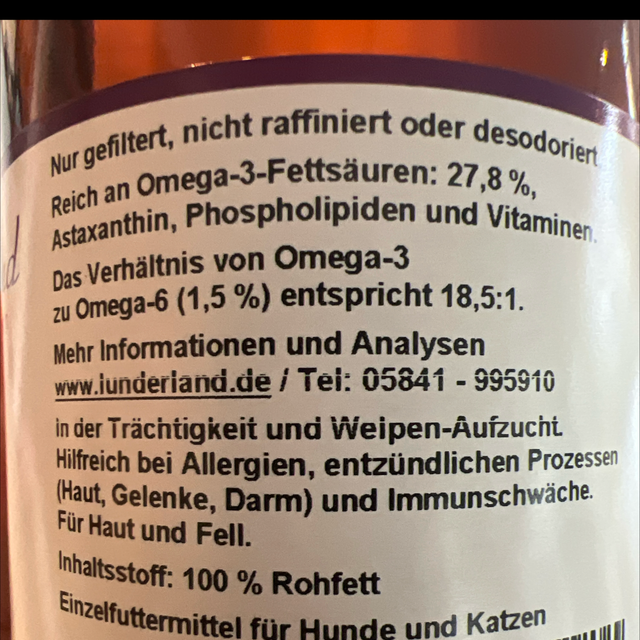 Nur gefiltert, nicht raffiniert oder desodoriert
Reich an Omega-3-Fettsäuren: 27,8 %,
Astaxanthin, Phospholipiden und Vitaminen.
Das Verhältnis von Omega-3
zu Omega-6 (1,5 %) entspricht 18,5:1.
Mehr Informationen und Analysen
www.lunderland.de / Tel: 05841 - 995910
in der Trächtigkeit und Welpen-Aufzucht.
Hilfreich bei Allergien, entzündlichen Prozessen
(Haut, Gelenke, Darm) und Immunschwäche.
Für Haut und Fell.
Inhaltsstoff: 100 % Rohfett
Einzelfuttermittel für Hunde und Katzen